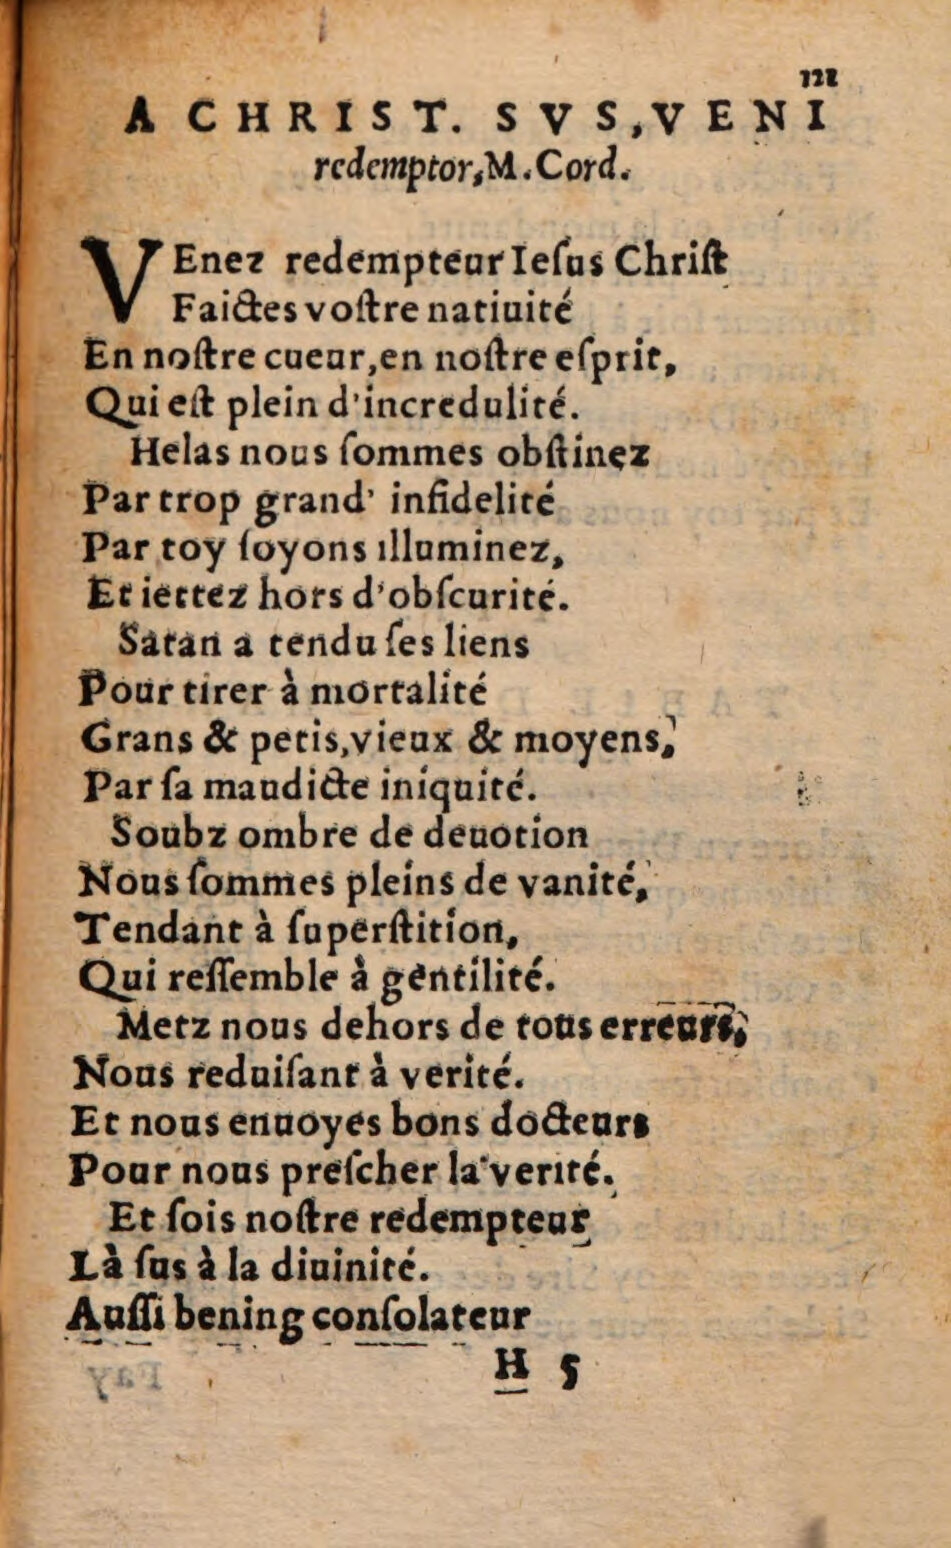 111
A CHRIST. SVS, VENI
redemptor, M. Cord.
VEnez redempteur Ieſus Chriſt
Faictes voſtre natiuité
En noſtre cueur, en noſtre eſprit,
Qui eſt plein d'incredulité.
Helas nous ſommes obſtinez
Par trop grand' infidelité
Par toy ſoyons illuminez,
Et iettez hors d'obſcurité.
Satan a tendu ſes liens
Pour tirer à mortalité
Grans & petis, vieux & moyens,
Par ſa maudicte iniquité.
Soubz ombre de deuotion
Nous ſommes pleins de vanité,
Tendant à ſuperſtition,
Qui reſſemble à gentilité.
Metz nous dehors de tous erreurs,
Nous reduiſant à verité.
Et nous enuoyes bons docteurs
Pour nous preſcher la verité.
Et ſois noſtre redempteur
Là ſus à la diuinité.
Auſſi bening conſolateur
H 5